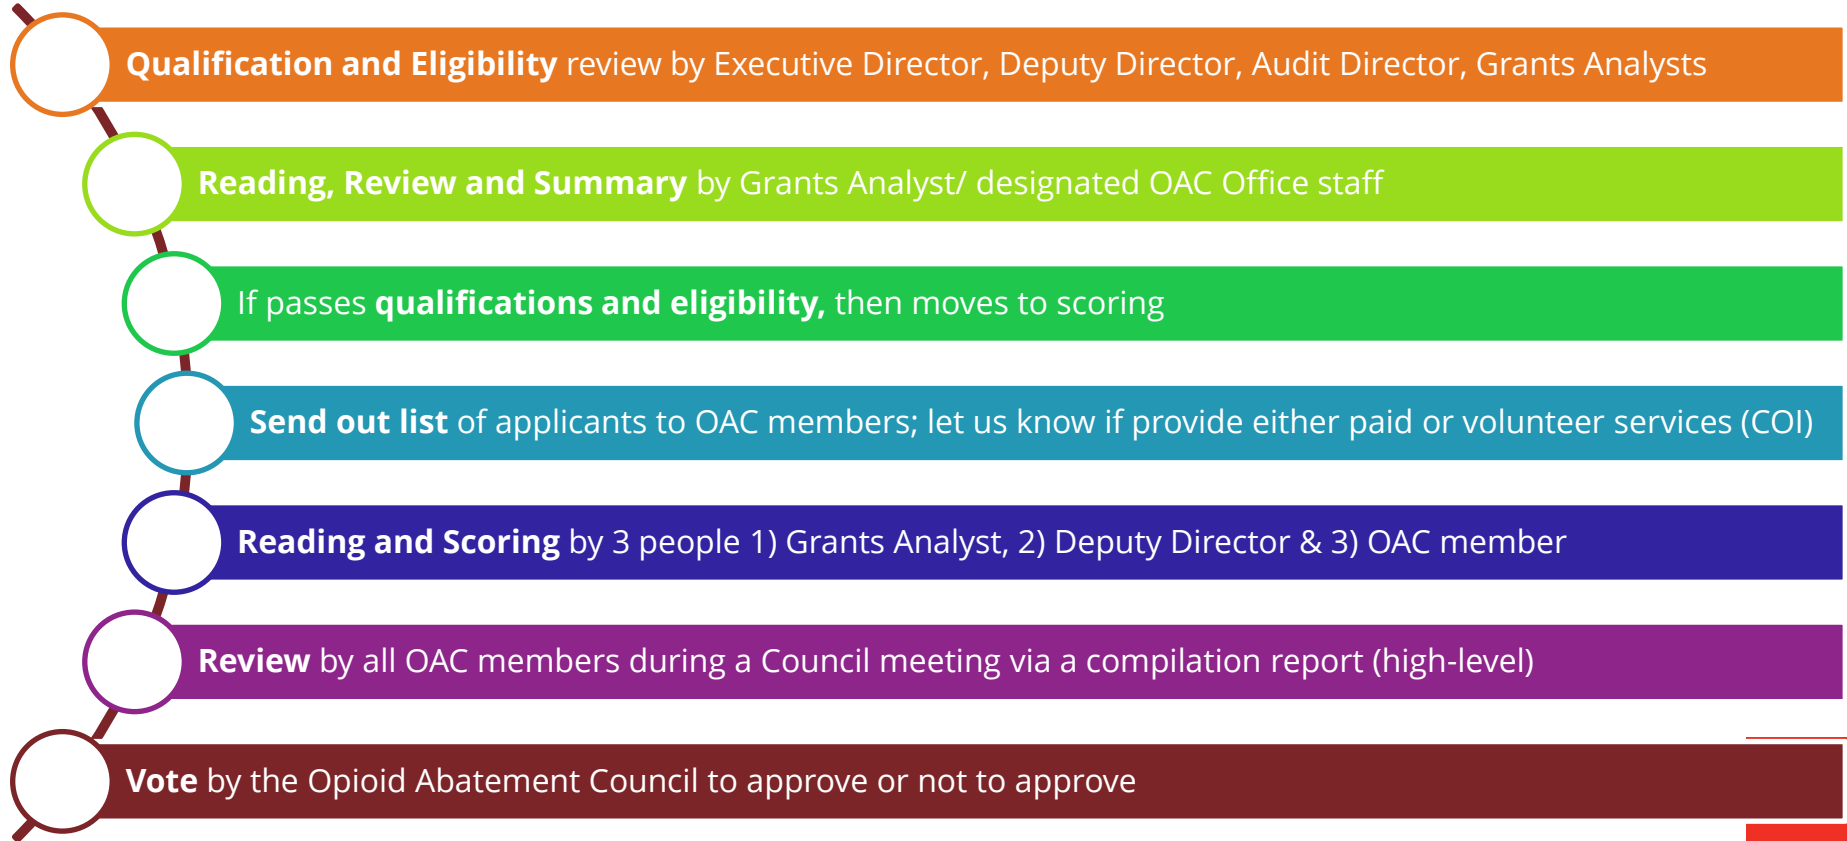 Qualification and Eligibility review by Executive Director, Deputy Director, Audit Director, Grants Analysts
Reading, Review and Summary by Grants Analyst/ designated OAC Office staff
If passes qualifications and eligibility, then moves to scoring
Send out list of applicants to OAC members; let us know if provide either paid or volunteer services (COI)
Reading and Scoring by 3 people 1) Grants Analyst, 2) Deputy Director & 3) OAC member
Review by all OAC members during a Council meeting via a compilation report (high-level)
Vote by the Opioid Abatement Council to approve or not to approve